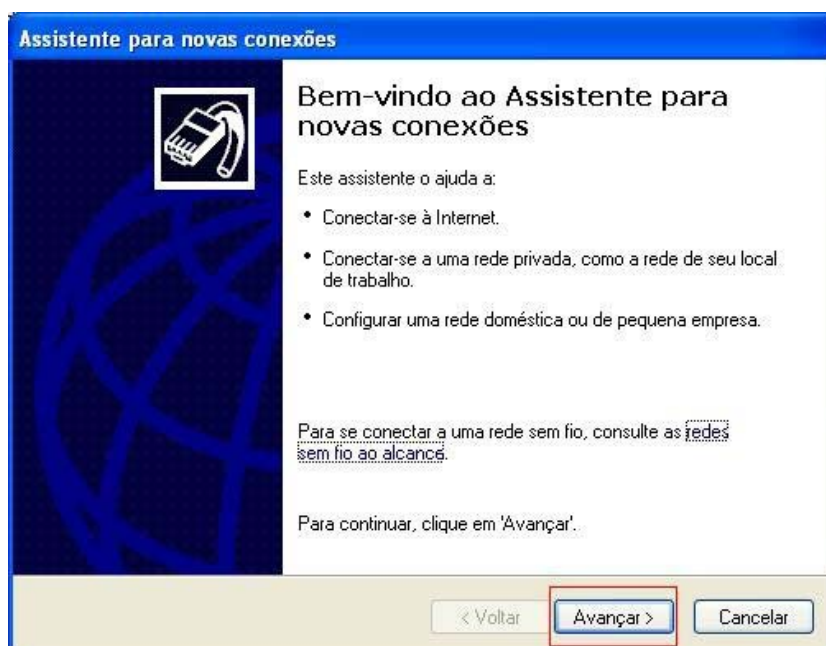 Assistente para novas conexões
Bem-vindo ao Assistente para
novas conexões
Este assistente o ajuda a:
• Conectar-se à Internet.
• Conectar-se a uma rede privada, como a rede de seu local
de trabalho.
• Configurar uma rede doméstica ou de pequena empresa.
Para se conectar a uma rede sem fio, consulte as redes
sem fio ao alcance.
Para continuar, clique em 'Avançar'.
< Voltar Avançar > Cancelar